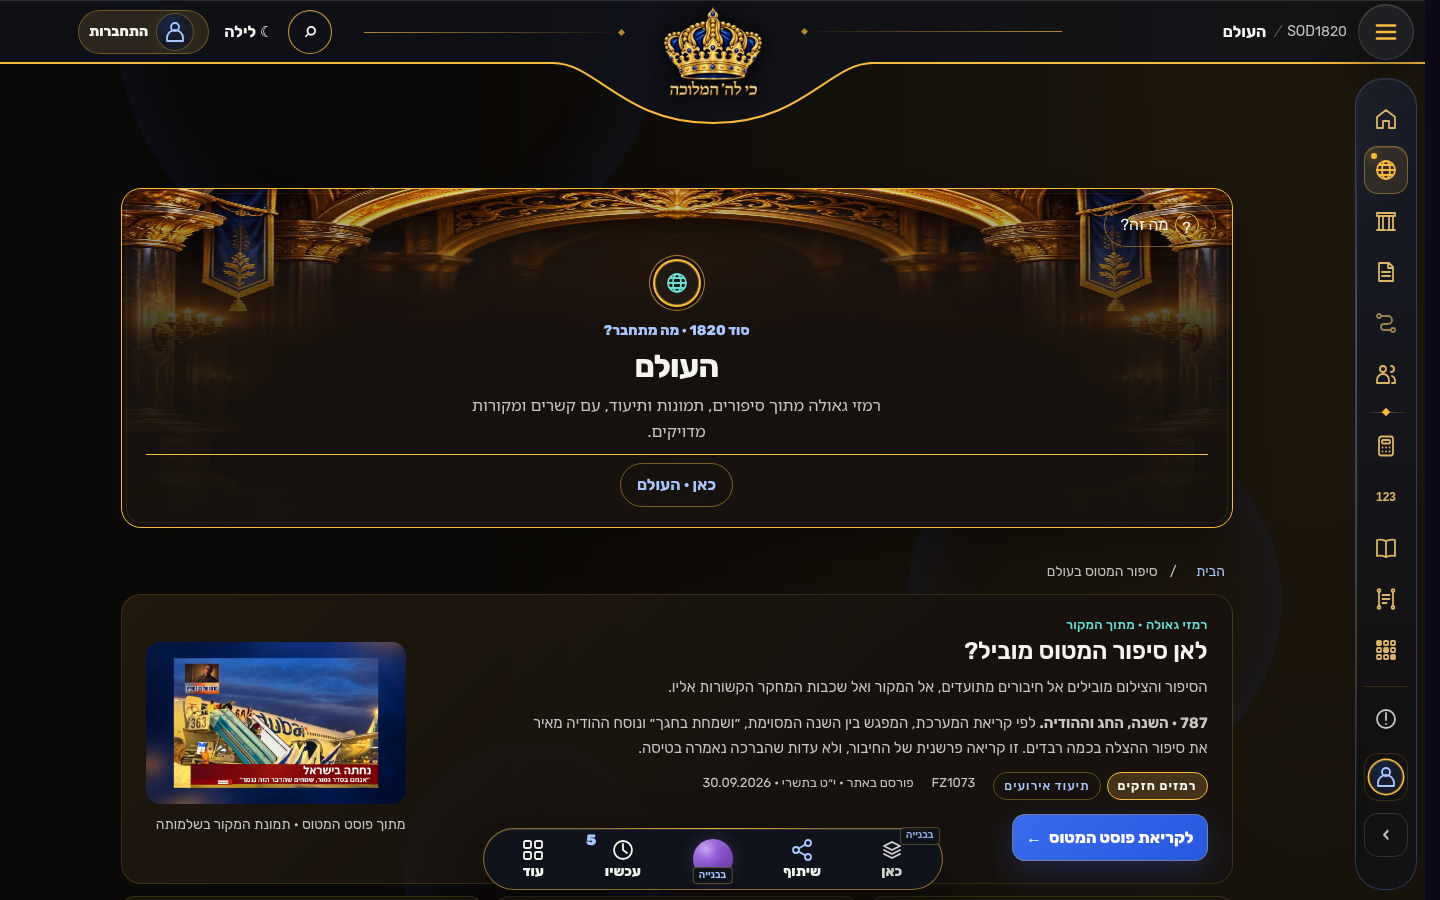 SOD1820 / העולם
כי לה' המלוכה
לילה
התחברות
? מה זה?
סוד 1820 • מה מתחבר?
העולם
רמזי גאולה מתוך סיפורים, תמונות ותיעוד, עם קשרים ומקורות
מדויקים.
כאן • העולם
הבית / סיפור המטוס בעולם
רמזי גאולה • מתוך המקור
לאן סיפור המטוס מוביל?
הסיפור והצילום מובילים אל חיבורים מתועדים, אל המקור ואל שכבות המחקר הקשורות אליו.
787 • השנה, החג וההודיה. לפי קריאת המערכת, המפגש בין השנה המסוימת, ״ושמחת בחגך״ ונוסח ההודיה מאיר
את סיפור ההצלה בכמה רבדים. זו קריאה פרשנית של החיבור, ולא עדות שהברכה נאמרה בטיסה.
רמזים חזקים
תיעוד אירועים
FZ1073
פורסם באתר • י״ט בתשרי • 30.09.2026
לקריאת פוסט המטוס ←
363
נחתה בישראל
מתוך פוסט המטוס • תמונת המקור בשלמותה
123
בבנייה
כאן
שיתוף
בבנייה
5
עכשיו
עוד